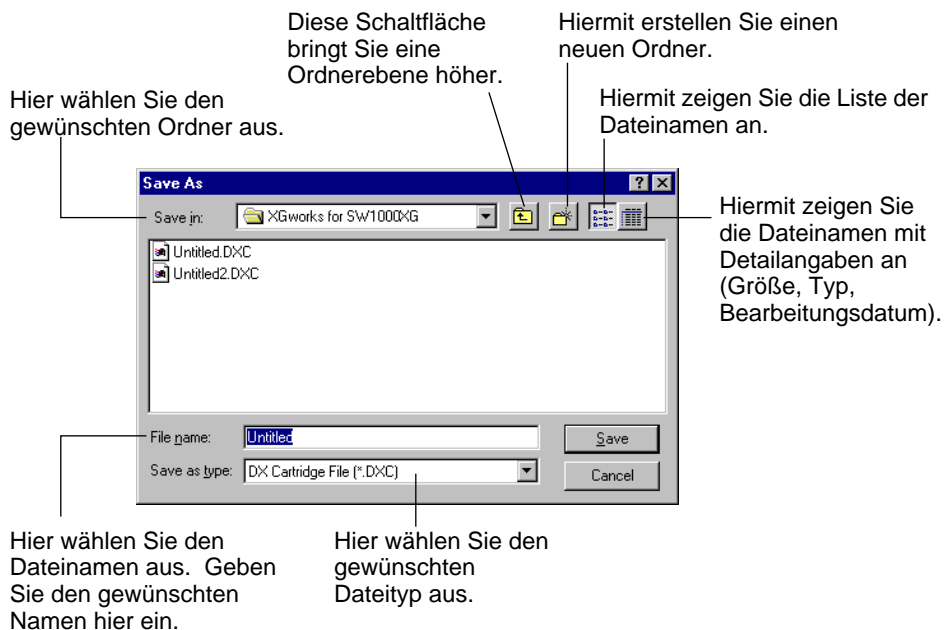 Diese Schaltfläche
bringt Sie eine
Ordnerebene höher.
Hiermit erstellen Sie einen
neuen Ordner.
Hier wählen Sie den
gewünschten Ordner aus.
Hiermit zeigen Sie die Liste der
Dateinamen an.
Save As
Save in: XGworks for SW1000XG
Hiermit zeigen Sie
die Dateinamen mit
Detailangaben an
(Größe, Typ,
Bearbeitungsdatum).
Untitled.DXC
Untitled2.DXC
File name: Untitled Save
Save as type: DX Cartridge File (*.DXC) Cancel
Hier wählen Sie den
Dateinamen aus. Geben
Sie den gewünschten
Namen hier ein.
Hier wählen Sie den
gewünschten
Dateityp aus.